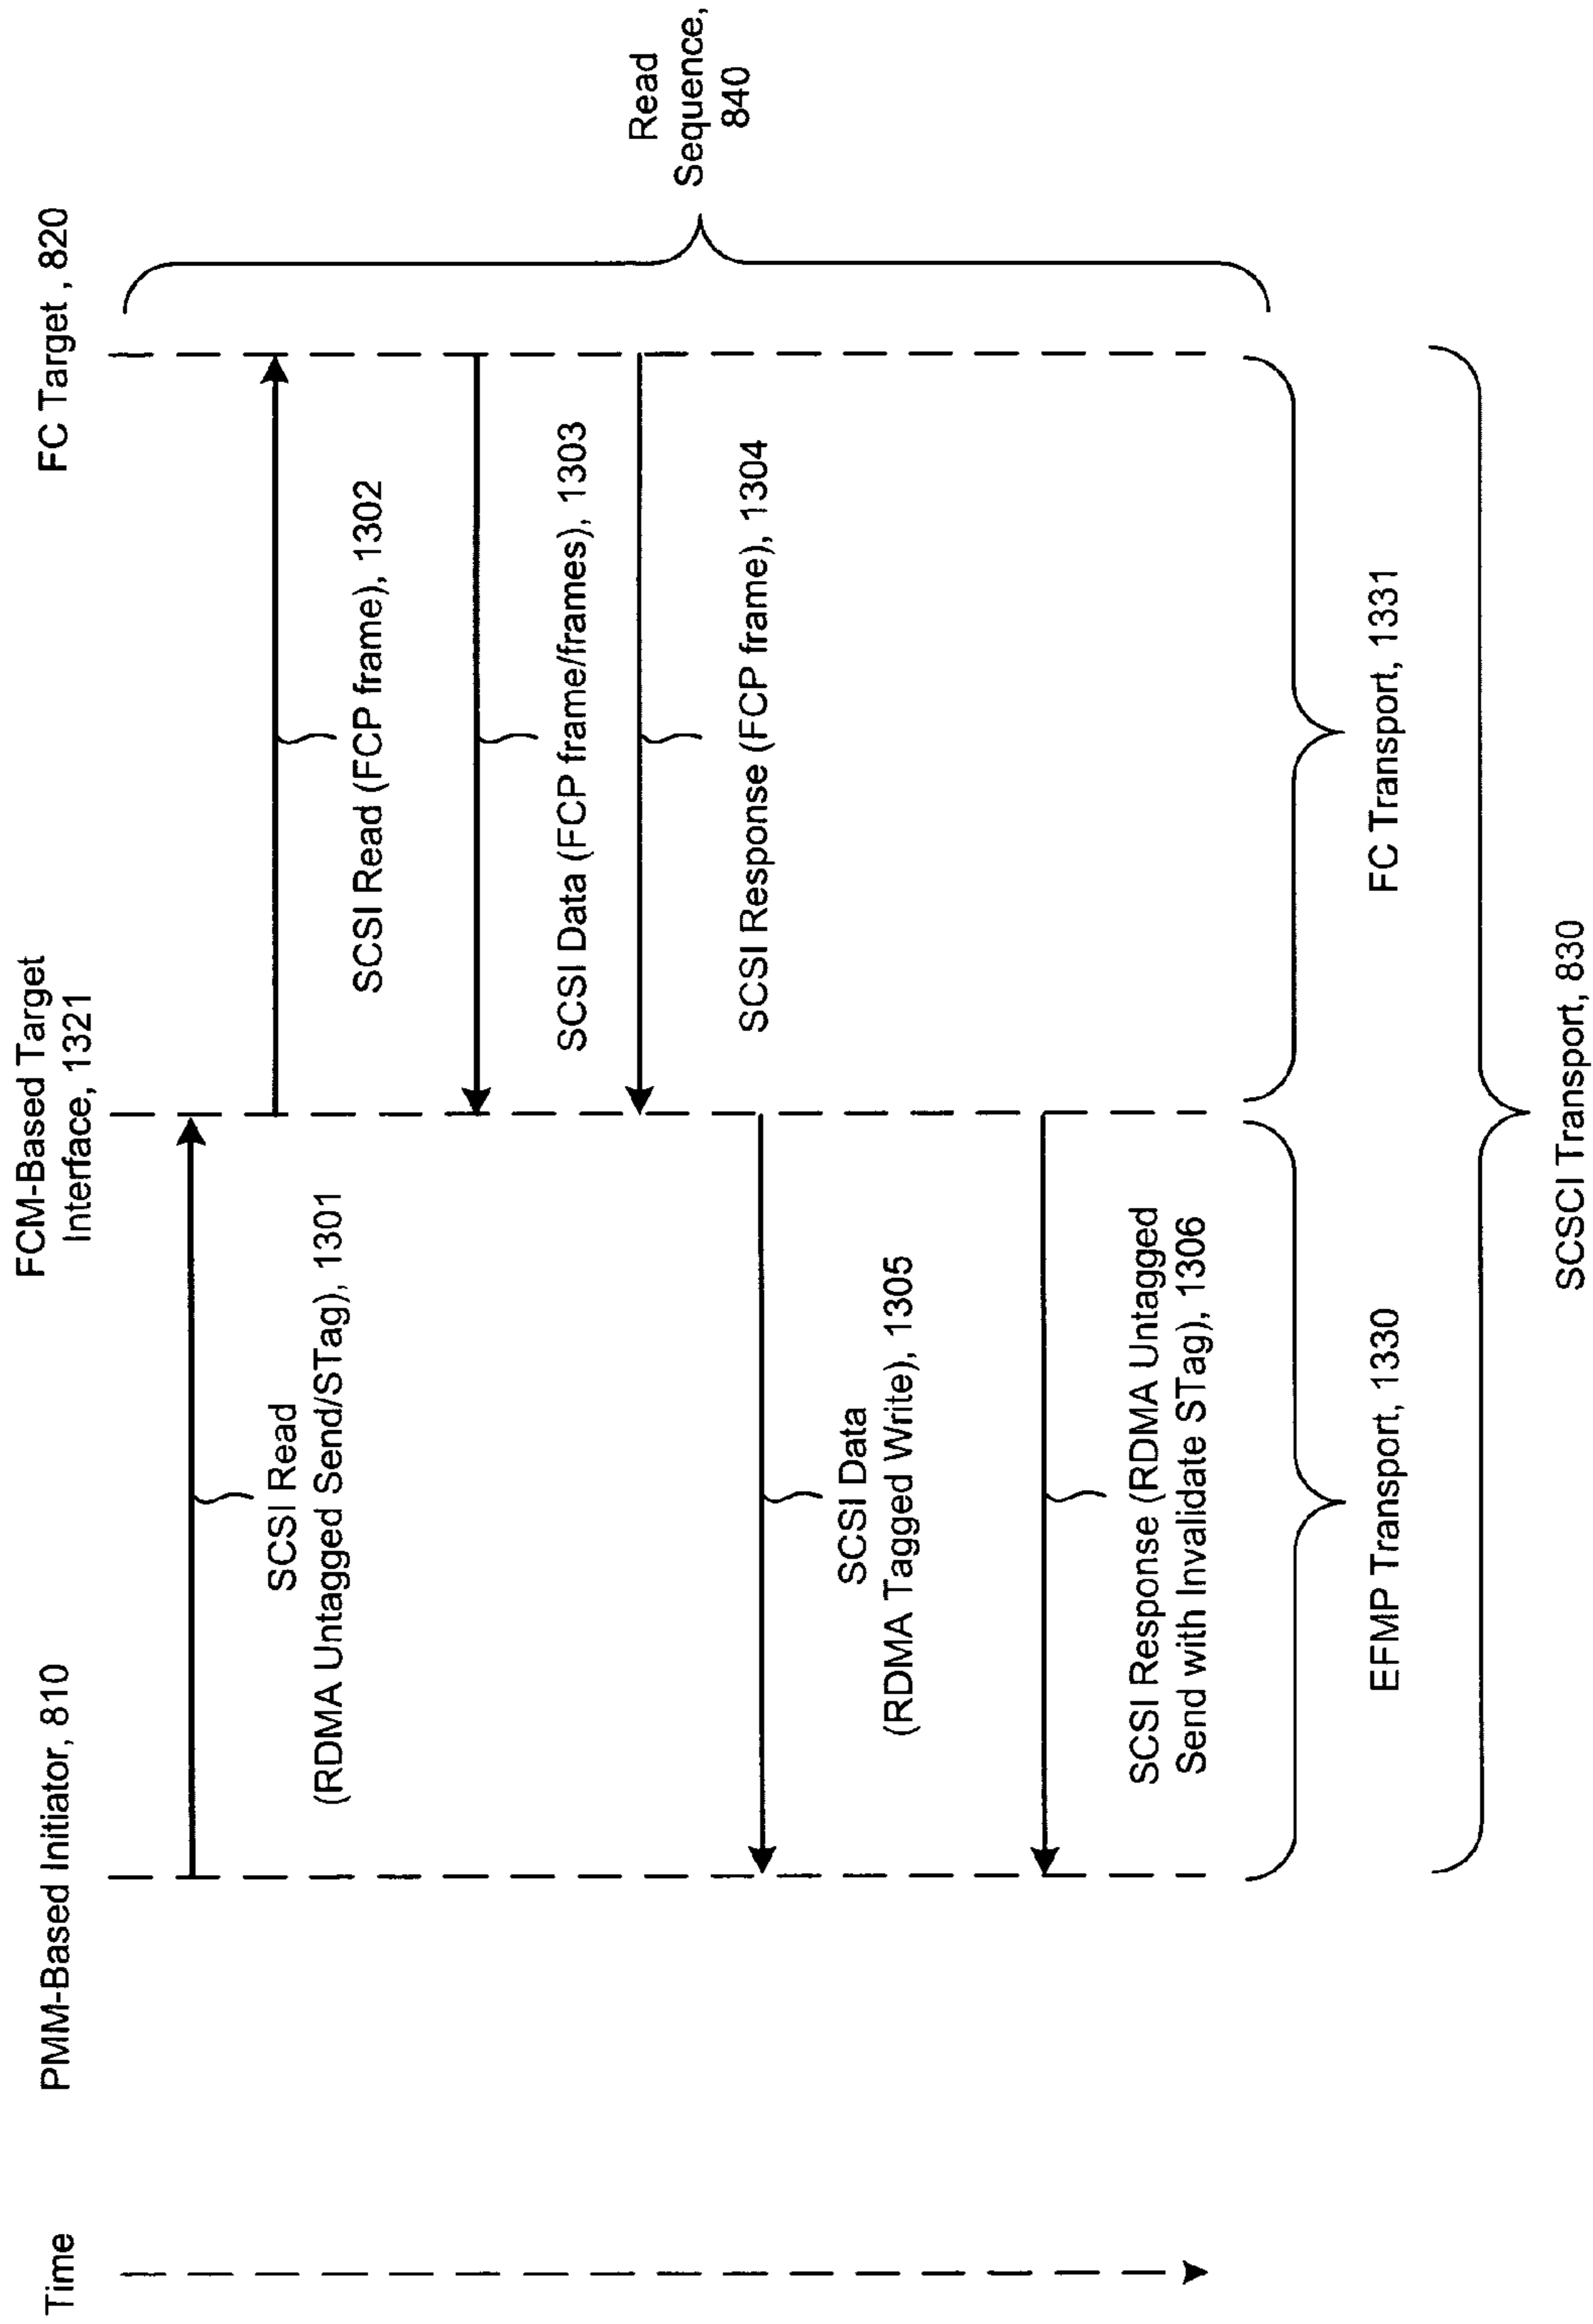 Time
PMM-Based Initiator, 810
FCM-Based Target
Interface, 1321
FC Target , 820
SCSI Read
(RDMA Untagged Send/STag), 1301
SCSI Read (FCP frame), 1302
SCSI Data (FCP frame/frames), 1303
SCSI Response (FCP frame), 1304
SCSI Data
(RDMA Tagged Write), 1305
SCSI Response (RDMA Untagged
Send with Invalidate STag), 1306
Read
Sequence,
840
EFMP Transport, 1330
FC Transport, 1331
SCSCI Transport, 830